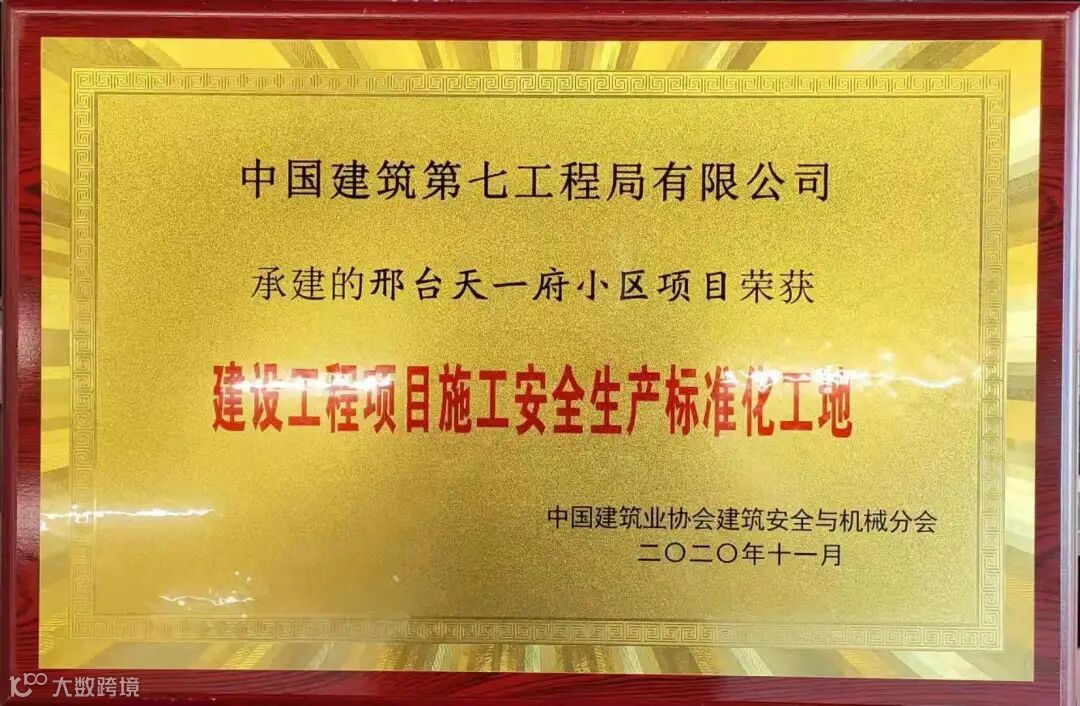 中国建筑第七工程局有限公司
承建的邢台天一府小区项目荣获
建设工程项目施工安全生产标准化工地
中国建筑业协会建筑安全与机械分会
二〇二〇年十一月
大数跨境